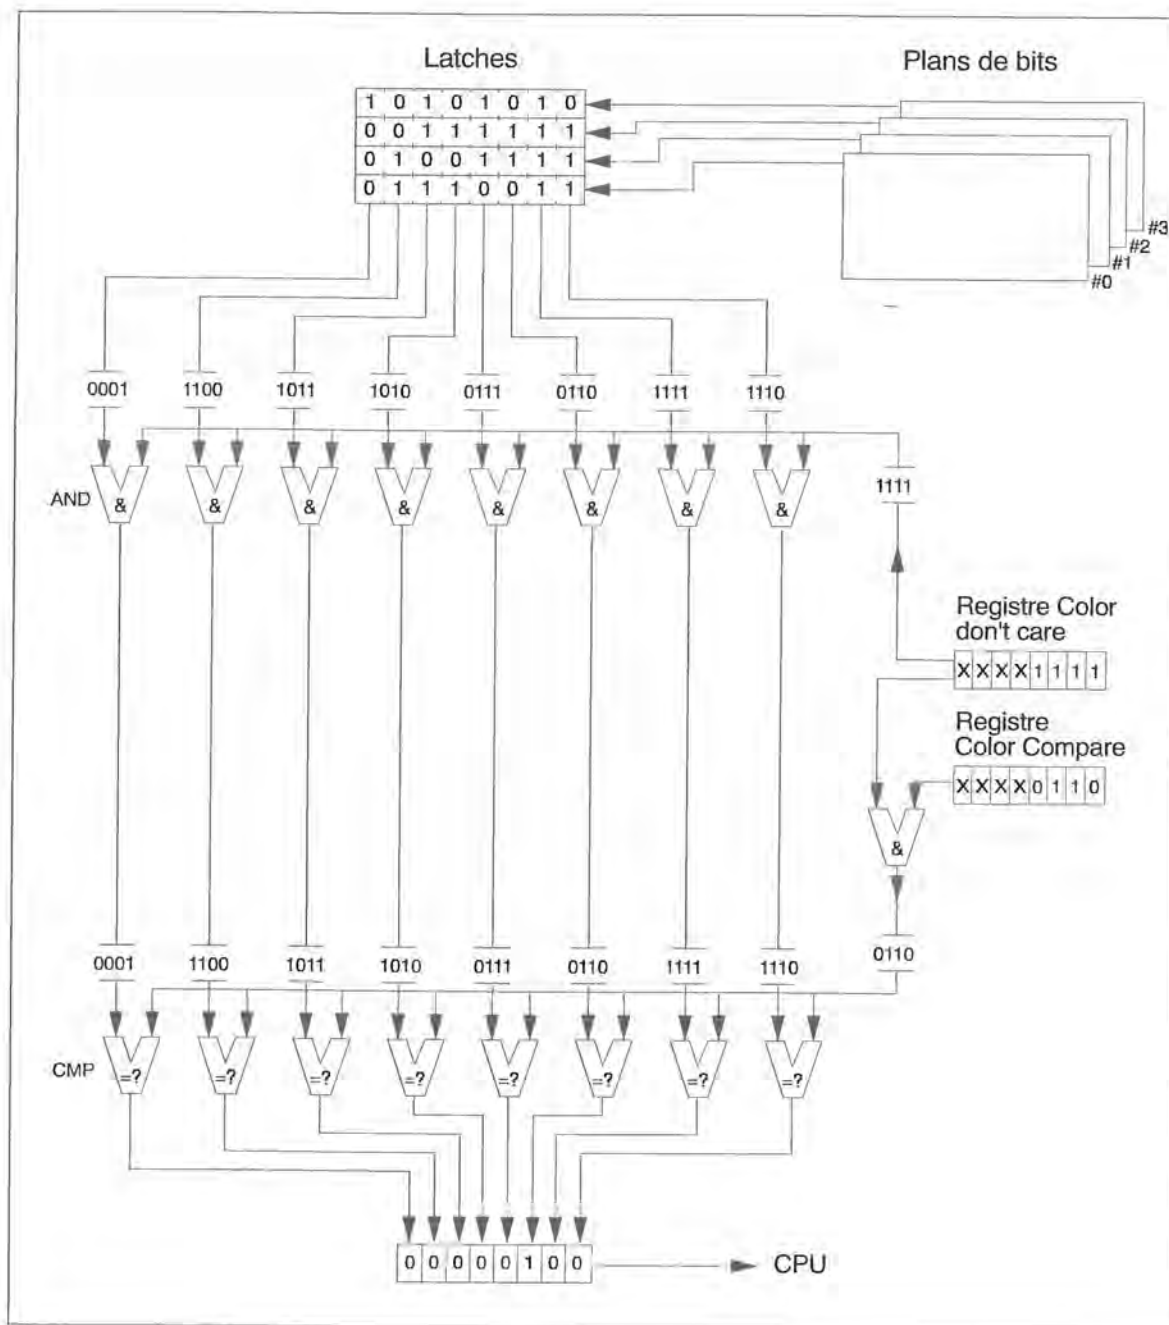 Latches
Plans de bits
1 0 1 0 1 0 1 0
0 0 1 1 1 1 1 1
0 1 0 0 1 1 1 1
0 1 1 1 0 0 1 1
#3
#2
#1
#0
0001 1100 1011 1010 0111 0110 1111 1110
AND & & & & & & & &
1111
Registre Color
don't care
X X X X 1 1 1 1
Registre
Color Compare
X X X X 0 1 1 0
&
0001 1100 1011 1010 0111 0110 1111 1110 0110
CMP =? =? =? =? =? =? =? =?
0 0 0 0 0 1 0 0
CPU